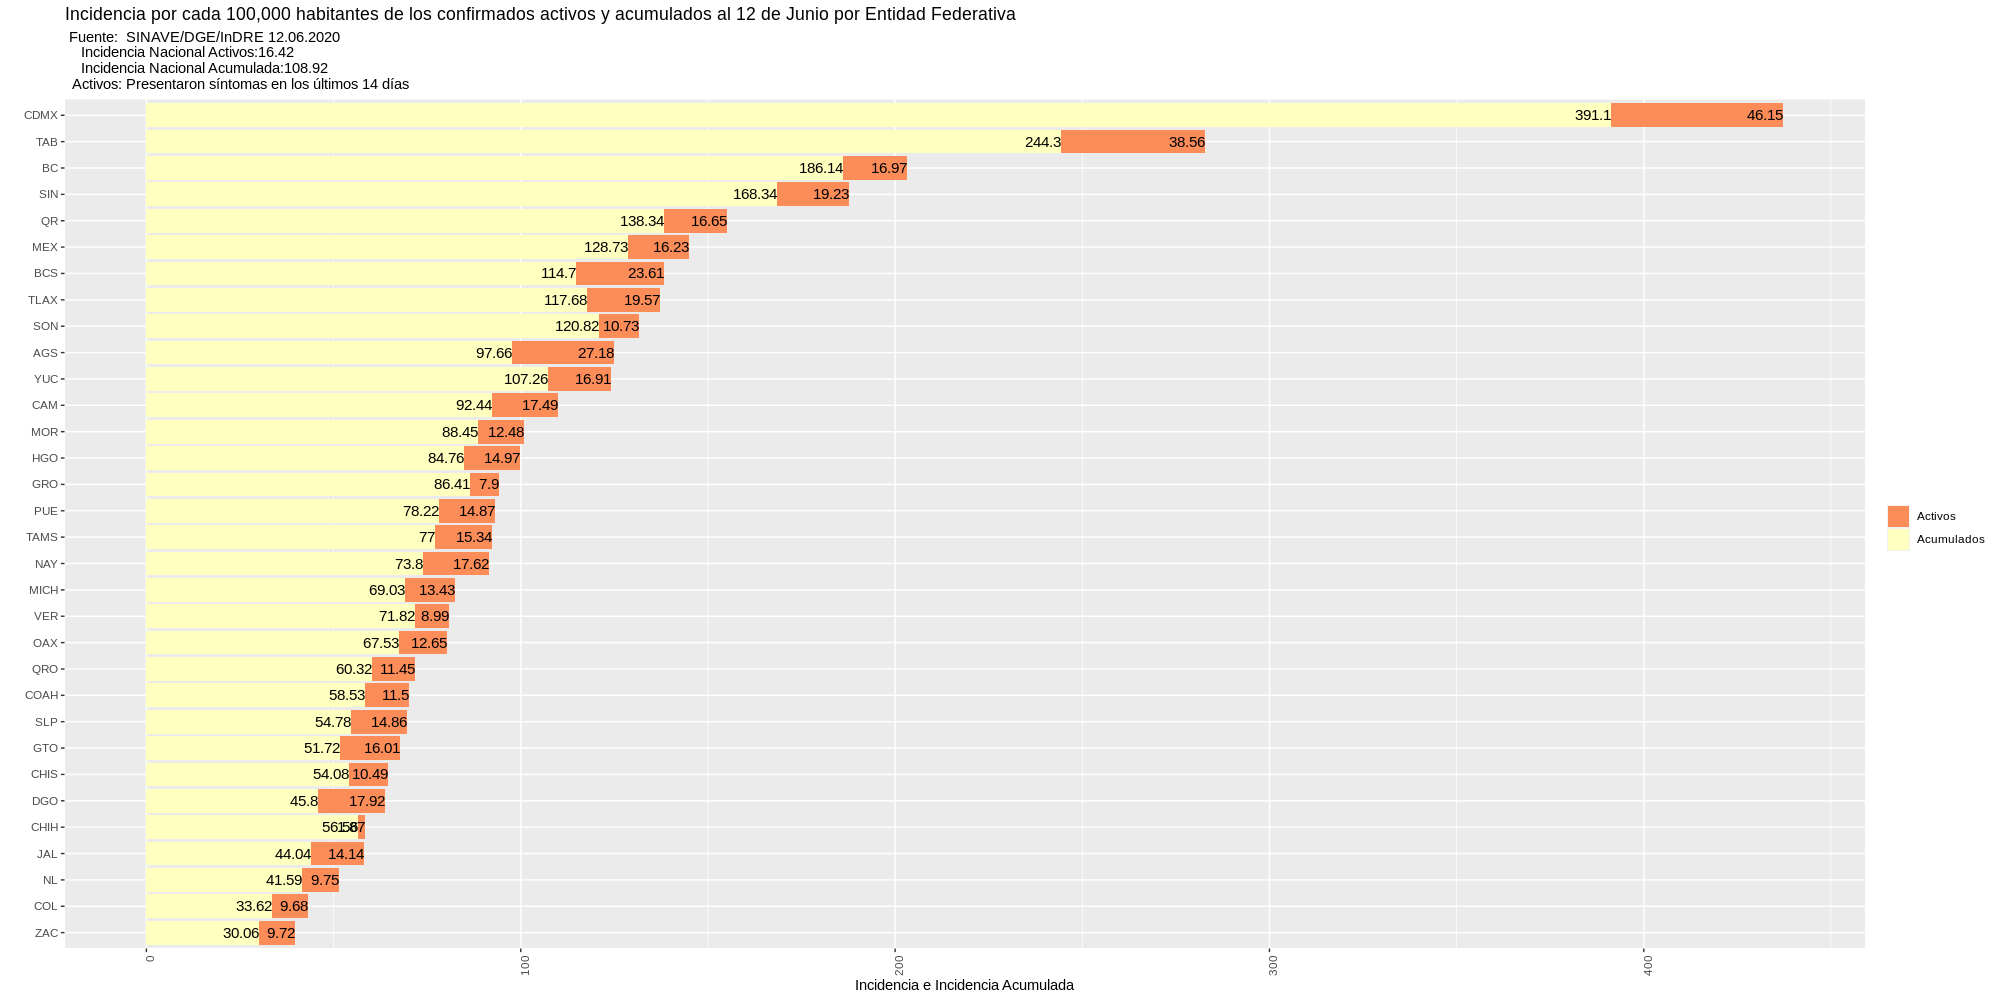 Incidencia por cada 100,000 habitantes de los confirmados activos y acumulados al 12 de Junio por Entidad Federativa
Fuente: SINAVE/DGE/InDRE 12.06.2020
Incidencia Nacional Activos:16.42
Incidencia Nacional Acumulada:108.92
Activos: Presentaron síntomas en los últimos 14 días
CDMX 391.1 46.15
TAB 244.3 38.56
BC 186.14 16.97
SIN 168.34 19.23
QR 138.34 16.65
MEX 128.73 16.23
BCS 114.7 23.61
TLAX 117.68 19.57
SON 120.82 10.73
AGS 97.66 27.18
YUC 107.26 16.91
CAM 92.44 17.49
MOR 88.45 12.48
HGO 84.76 14.97
GRO 86.41 7.9
PUE 78.22 14.87
TAMS 77 15.34
Activos
NAY 73.8 17.62
Acumulados
MICH 69.03 13.43
VER 71.82 8.99
OAX 67.53 12.65
QRO 60.32 11.45
COAH 58.53 11.5
SLP 54.78 14.86
GTO 51.72 16.01
CHIS 54.08 10.49
DGO 45.8 17.92
CHIH
JAL 44.04 14.14
NL 41.59 9.75
COL 33.62 9.68
ZAC 30.06 9.72
0 100 200 300 400
Incidencia e Incidencia Acumulada